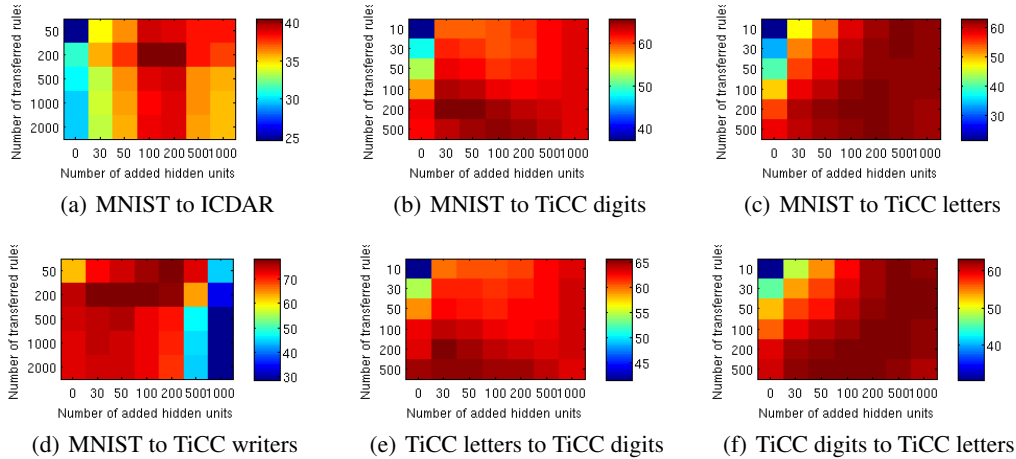 Number of transferred rules
50
200
500
1000
2000
0 30 50 100 200 5001000
Number of added hidden units
40
35
30
25
(a) MNIST to ICDAR
Number of transferred rules
10
30
50
100
200
500
0 30 50 100 200 5001000
Number of added hidden units
60
50
40
(b) MNIST to TiCC digits
Number of transferred rules
10
30
50
100
200
500
0 30 50 100 200 5001000
Number of added hidden units
60
50
40
30
(c) MNIST to TiCC letters
Number of transferred rules
50
200
500
1000
2000
0 30 50 100 200 5001000
Number of added hidden units
70
60
50
40
30
(d) MNIST to TiCC writers
Number of transferred rules
10
30
50
100
200
500
0 30 50 100 200 5001000
Number of added hidden units
65
60
55
50
45
(e) TiCC letters to TiCC digits
Number of transferred rules
10
30
50
100
200
500
0 30 50 100 200 5001000
Number of added hidden units
60
50
40
(f) TiCC digits to TiCC letters